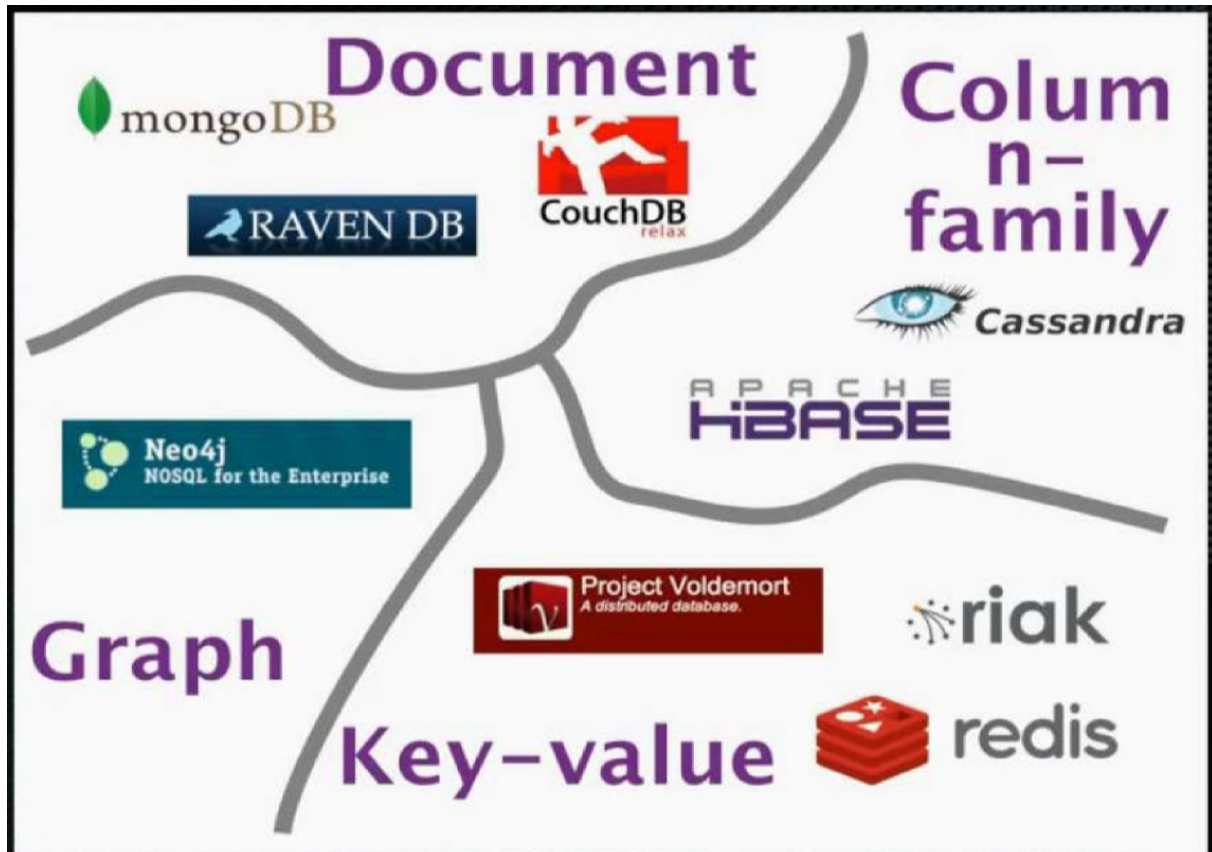 Document
mongoDB
CouchDB
relax
RAVEN DB
Colum
n-
family
Cassandra
APACHE
HBASE
Neo4j
NOSQL for the Enterprise
Graph
Project Voldemort
A distributed database.
riak
redis
Key-value